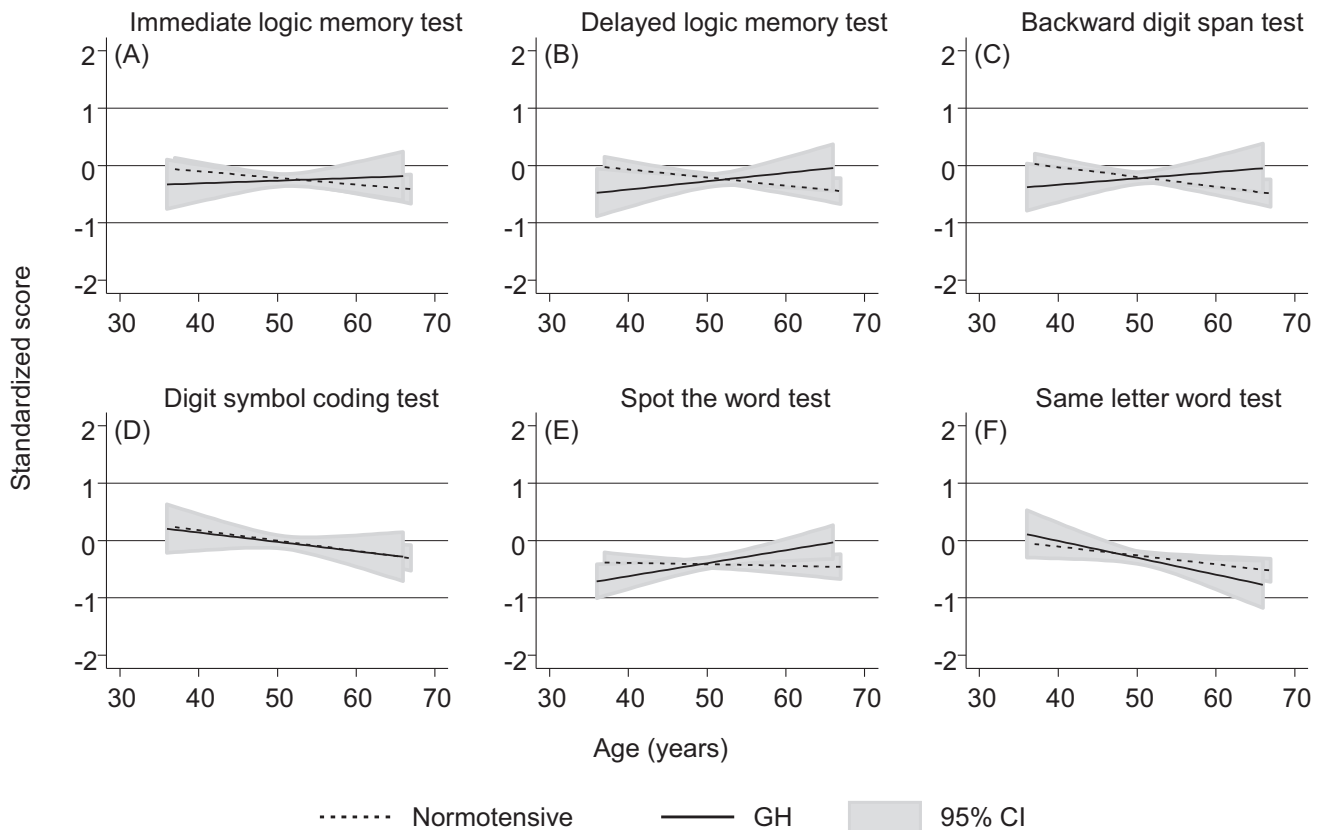 Immediate logic memory test
Delayed logic memory test
Backward digit span test
(A)
(B)
(C)
2
1
0
-1
-2
30 40 50 60 70
2
1
0
-1
-2
30 40 50 60 70
2
1
0
-1
-2
30 40 50 60 70
Standardized score
Digit symbol coding test
Spot the word test
Same letter word test
(D)
(E)
(F)
2
1
0
-1
-2
30 40 50 60 70
2
1
0
-1
-2
30 40 50 60 70
2
1
0
-1
-2
30 40 50 60 70
Age (years)
Normotensive GH 95% CI